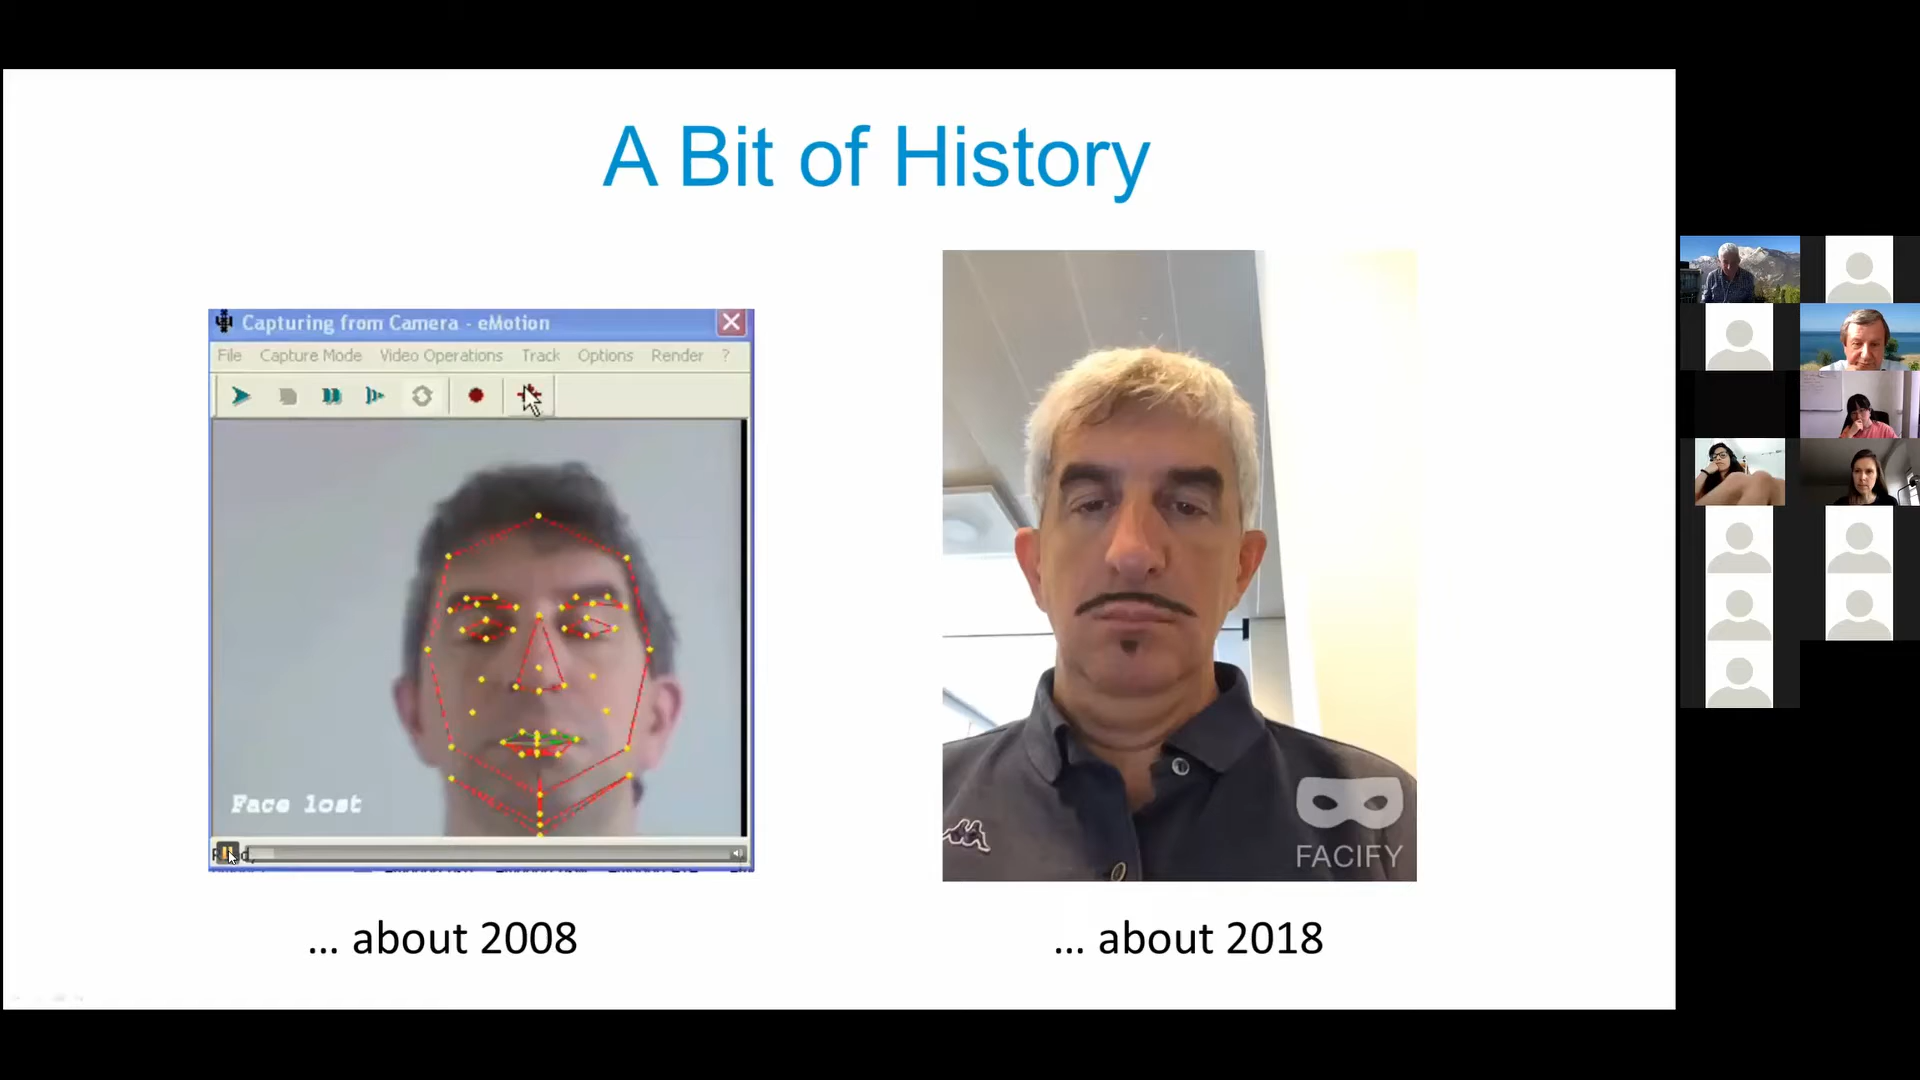 A Bit of History
Capturing from Camera - eMotion
File Capture Mode Video Operations Track Options Render ?
Face lost
FACIFY
... about 2008
... about 2018